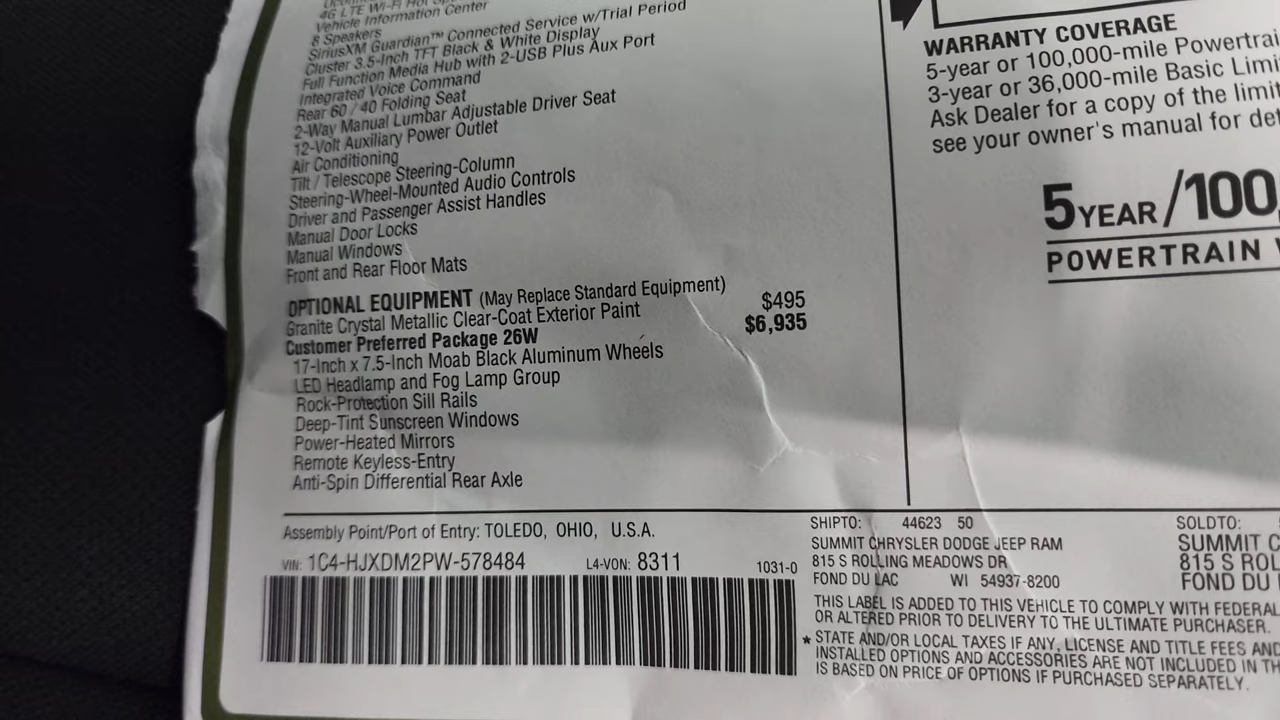 4G LTE Wi-Fi Hot
Vehicle Information Center
8 Speakers
SiriusXM Guardian™ Connected Service w/Trial Period
Cluster 3.5-Inch TFT Black & White Display
Full Function Media Hub with 2-USB Plus Aux Port
Integrated Voice Command
Rear 60 / 40 Folding Seat
2-Way Manual Lumbar Adjustable Driver Seat
12-Volt Auxiliary Power Outlet
Air Conditioning
Tilt / Telescope Steering-Column
Steering-Wheel-Mounted Audio Controls
Driver and Passenger Assist Handles
Manual Door Locks
Manual Windows
Front and Rear Floor Mats
OPTIONAL EQUIPMENT (May Replace Standard Equipment)
Granite Crystal Metallic Clear-Coat Exterior Paint $495
Customer Preferred Package 26W $6,935
17-Inch x 7.5-Inch Moab Black Aluminum Wheels
LED Headlamp and Fog Lamp Group
Rock-Protection Sill Rails
Deep-Tint Sunscreen Windows
Power-Heated Mirrors
Remote Keyless-Entry
Anti-Spin Differential Rear Axle
Assembly Point/Port of Entry: TOLEDO, OHIO, U.S.A.
VIN: 1C4-HJXDM2PW-578484 L4-VON: 8311 1031-0
WARRANTY COVERAGE
5-year or 100,000-mile Powertrai
3-year or 36,000-mile Basic Limi
Ask Dealer for a copy of the limit
see your owner's manual for det
5YEAR/100
POWERTRAIN
SHIPTO: 44623 50
SUMMIT CHRYSLER DODGE JEEP RAM
815 S ROLLING MEADOWS DR
FOND DU LAC WI 54937-8200
SOLDTO:
SUMMIT C
815 S ROL
FOND DU
THIS LABEL IS ADDED TO THIS VEHICLE TO COMPLY WITH FEDERAL
OR ALTERED PRIOR TO DELIVERY TO THE ULTIMATE PURCHASER.
* STATE AND/OR LOCAL TAXES IF ANY, LICENSE AND TITLE FEES AND
INSTALLED OPTIONS AND ACCESSORIES ARE NOT INCLUDED IN TH
IS BASED ON PRICE OF OPTIONS IF PURCHASED SEPARATELY.